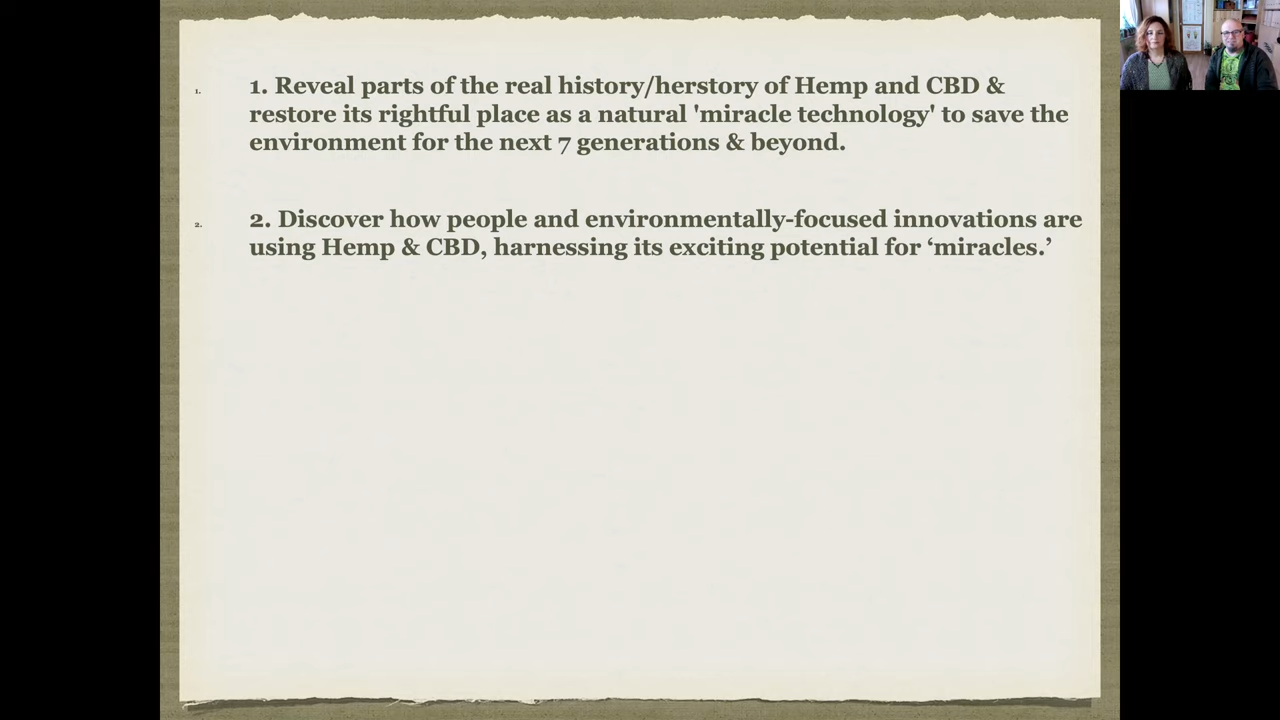 1. 1. Reveal parts of the real history/herstory of Hemp and CBD &
restore its rightful place as a natural 'miracle technology' to save the
environment for the next 7 generations & beyond.
2. 2. Discover how people and environmentally-focused innovations are
using Hemp & CBD, harnessing its exciting potential for ‘miracles.’